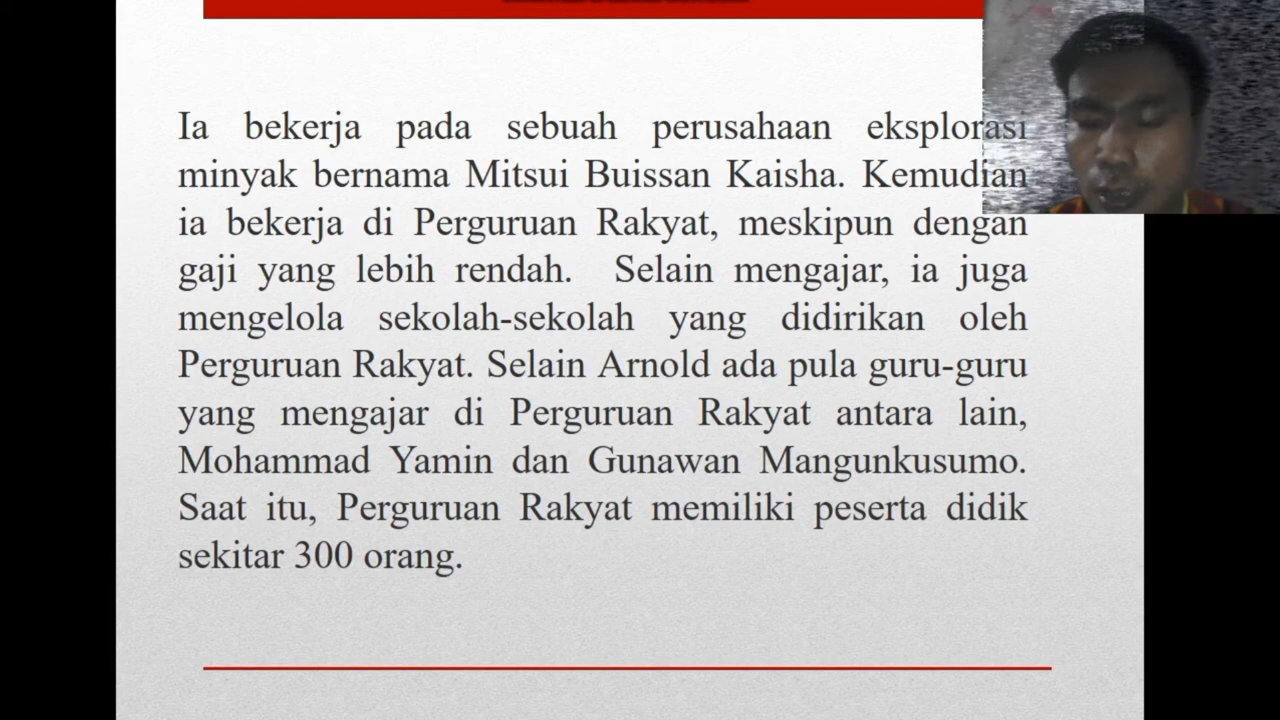 Ia bekerja pada sebuah perusahaan eksplorasi
minyak bernama Mitsui Buissan Kaisha. Kemudian
ia bekerja di Perguruan Rakyat, meskipun dengan
gaji yang lebih rendah. Selain mengajar, ia juga
mengelola sekolah-sekolah yang didirikan oleh
Perguruan Rakyat. Selain Arnold ada pula guru-guru
yang mengajar di Perguruan Rakyat antara lain,
Mohammad Yamin dan Gunawan Mangunkusumo.
Saat itu, Perguruan Rakyat memiliki peserta didik
sekitar 300 orang.